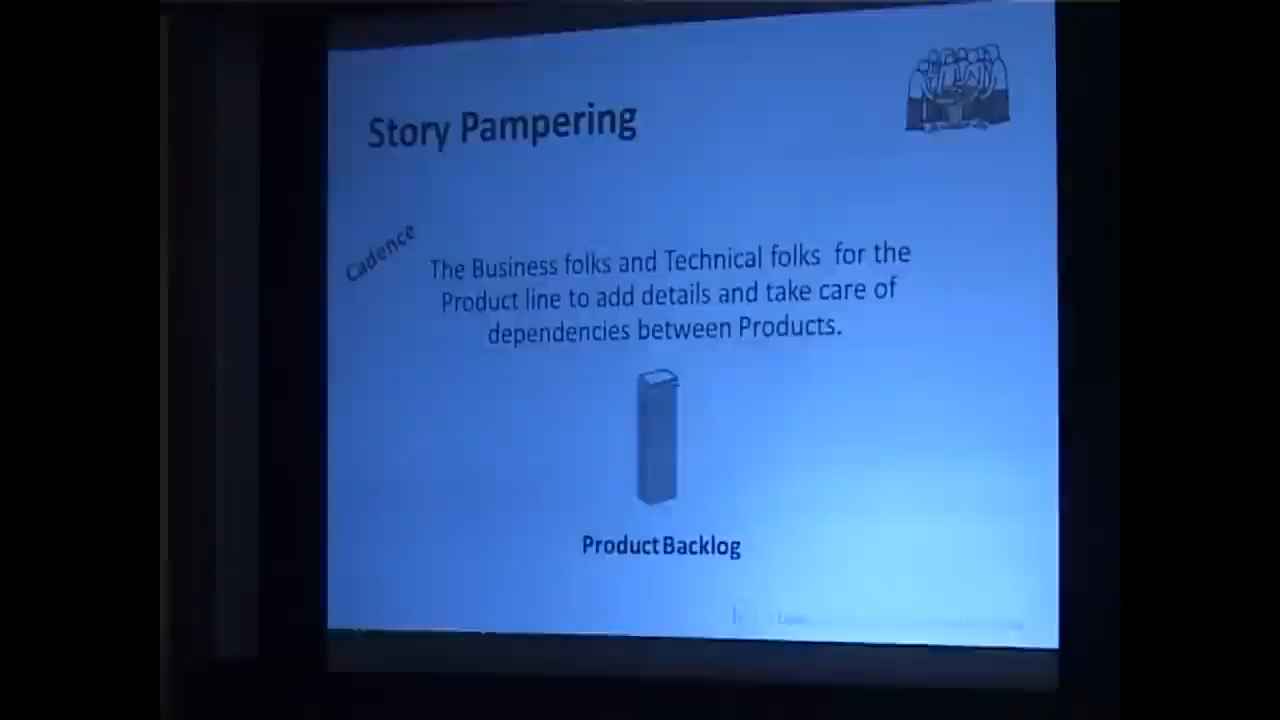 Story Pampering
Cadence
The Business folks and Technical folks for the
Product line to add details and take care of
dependencies between Products.
Product Backlog